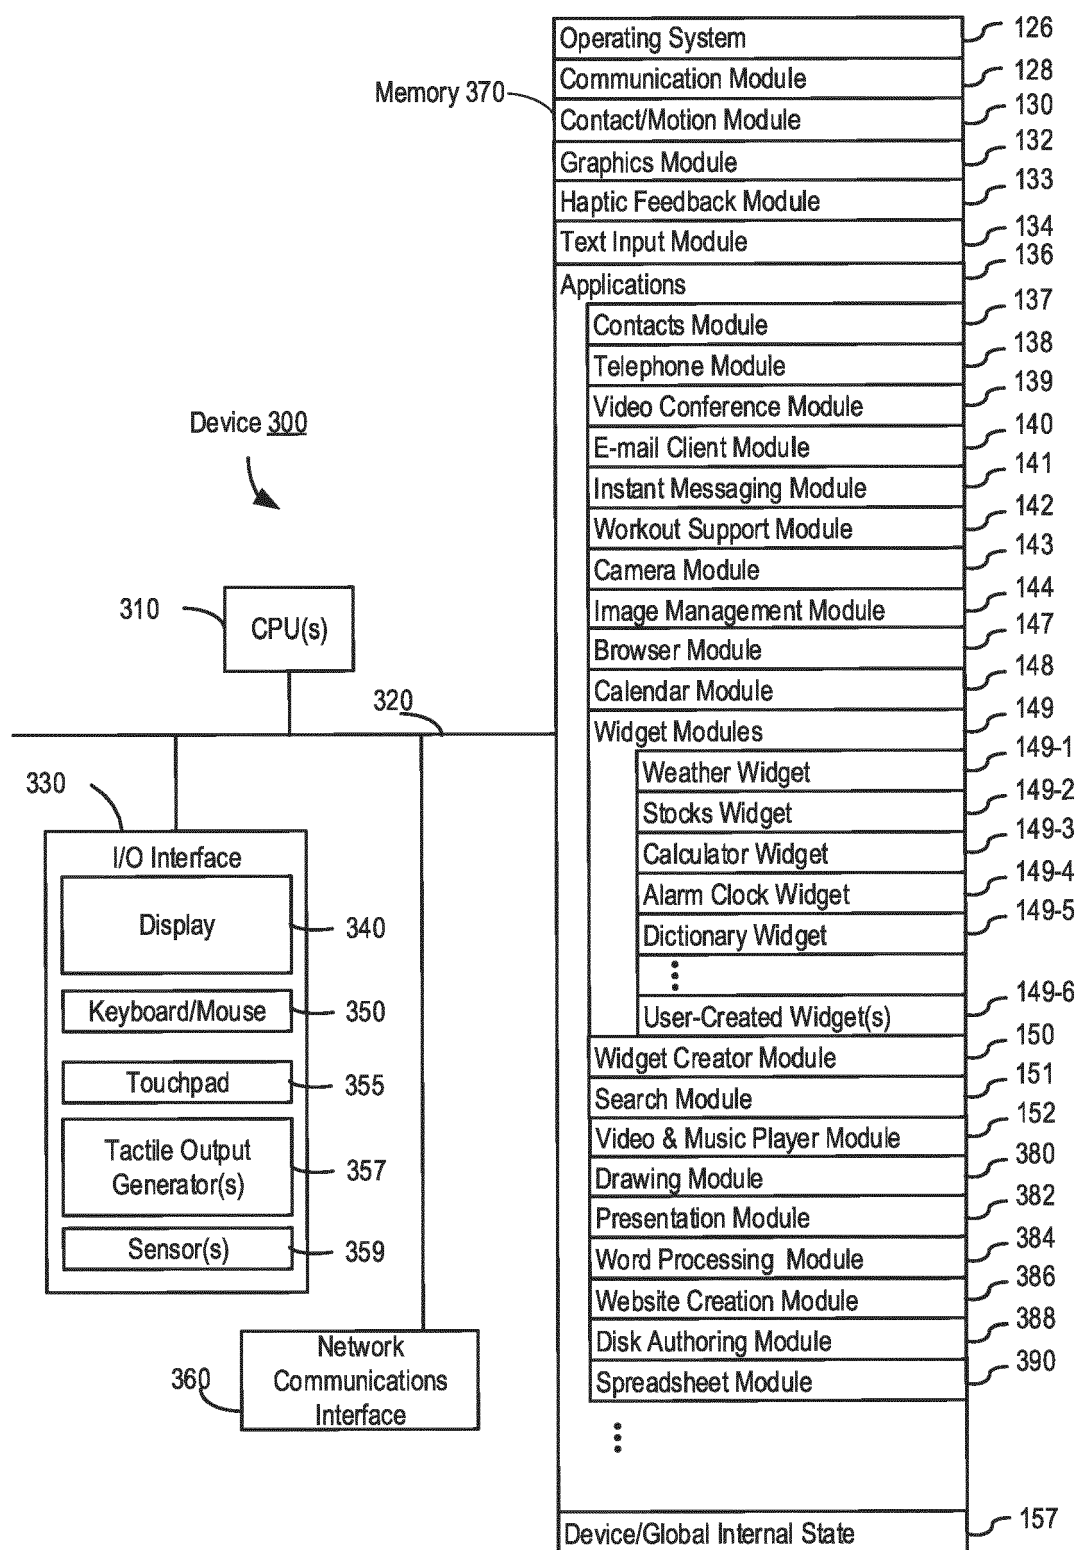 Operating System 126
Communication Module 128
Memory 370
Contact/Motion Module 130
Graphics Module 132
Haptic Feedback Module 133
Text Input Module 134
Applications 136
Contacts Module 137
Telephone Module 138
Video Conference Module 139
E-mail Client Module 140
Instant Messaging Module 141
Workout Support Module 142
Camera Module 143
Image Management Module 144
Browser Module 147
Calendar Module 148
Widget Modules 149
Weather Widget 149-1
Stocks Widget 149-2
Calculator Widget 149-3
Alarm Clock Widget 149-4
Dictionary Widget 149-5
User-Created Widget(s) 149-6
Widget Creator Module 150
Search Module 151
Video & Music Player Module 152
Drawing Module 380
Presentation Module 382
Word Processing Module 384
Website Creation Module 386
Disk Authoring Module 388
Spreadsheet Module 390
Device/Global Internal State 157
Device 300
310
CPU(s)
320
330
I/O Interface
Display 340
Keyboard/Mouse 350
Touchpad 355
Tactile Output
Generator(s) 357
Sensor(s) 359
360
Network
Communications
Interface